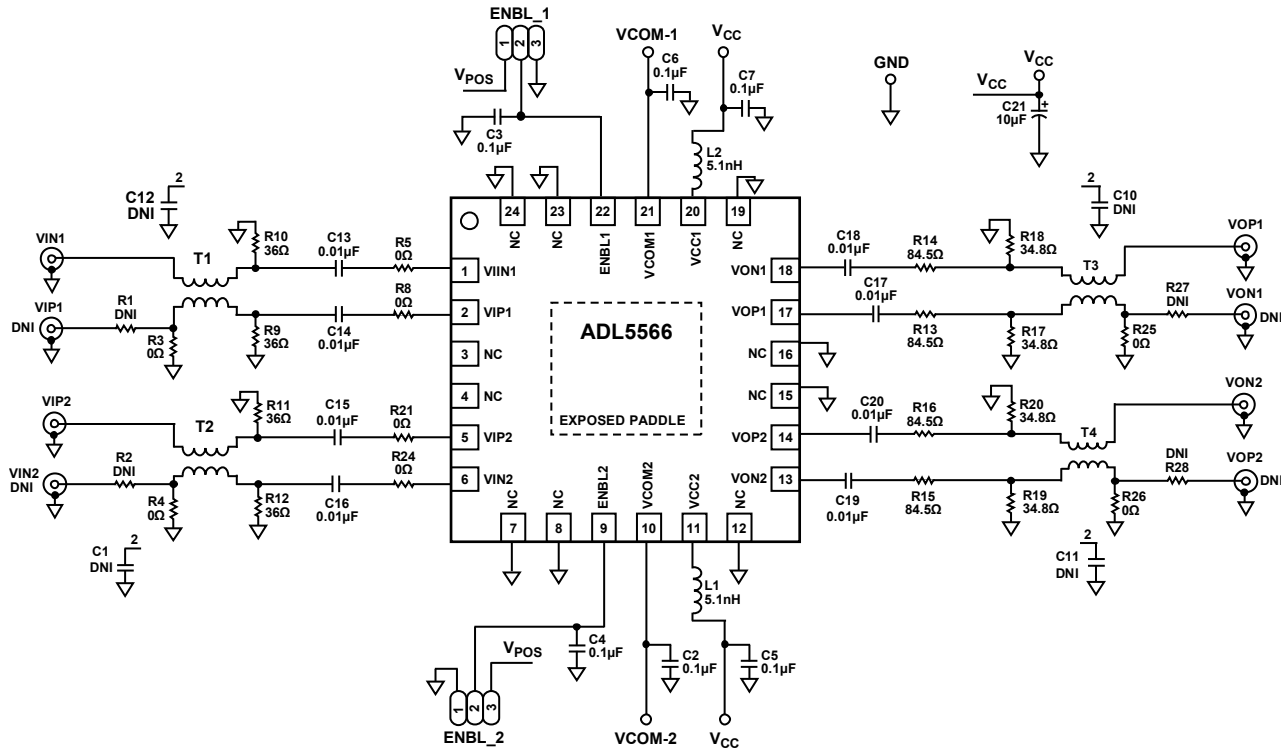 ENBL_1
1 2 3
VPOS
C3
0.1µF
VCOM-1
C6
0.1µF
VCC
C7
0.1µF
L2
5.1nH
GND
VCC
VCC
C21
10µF
+
2
C12
DNI
2
C10
DNI
24 23 22 21 20 19
NC NC ENBL1 VCOM1 VCC1 NC
VIN1
T1
R10
36Ω
C13
0.01µF
R5
0Ω
1 VIIN1
VIP1
DNI
R1
DNI
R3
0Ω
R9
36Ω
C14
0.01µF
R8
0Ω
2 VIP1
3 NC
4 NC
VIP2
T2
R11
36Ω
C15
0.01µF
R21
0Ω
5 VIP2
VIN2
DNI
R2
DNI
R4
0Ω
R12
36Ω
C16
0.01µF
R24
0Ω
6 VIN2
C1
DNI
2
ADL5566
EXPOSED PADDLE
VON1 18
C18
0.01µF
R14
84.5Ω
R18
34.8Ω
T3
VOP1
VOP1 17
C17
0.01µF
R13
84.5Ω
R17
34.8Ω
R25
0Ω
R27
DNI
VON1
DNI
NC 16
NC 15
VOP2 14
C20
0.01µF
R16
84.5Ω
R20
34.8Ω
T4
VON2
VON2 13
C19
0.01µF
R15
84.5Ω
R19
34.8Ω
R26
0Ω
DNI
R28
VOP2
DNI
C11
DNI
2
NC NC ENBL2 VCOM2 VCC2 NC
7 8 9 10 11 12
L1
5.1nH
C4
0.1µF
C2
0.1µF
C5
0.1µF
VPOS
1 2 3
ENBL_2
VCOM-2
VCC